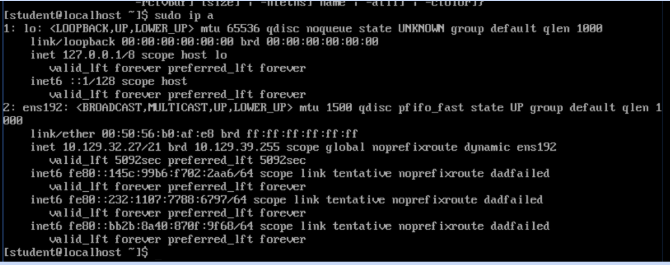 [student@localhost ~]$ sudo ip a
1: lo: <LOOPBACK,UP,LOWER_UP> mtu 65536 qdisc noqueue state UNKNOWN group default qlen 1000
    link/loopback 00:00:00:00:00:00 brd 00:00:00:00:00:00
    inet 127.0.0.1/8 scope host lo
       valid_lft forever preferred_lft forever
    inet6 ::1/128 scope host
       valid_lft forever preferred_lft forever
2: ens192: <BROADCAST,MULTICAST,UP,LOWER_UP> mtu 1500 qdisc pfifo_fast state UP group default qlen 1
000
    link/ether 00:50:56:b0:af:e8 brd ff:ff:ff:ff:ff:ff
    inet 10.129.32.27/21 brd 10.129.39.255 scope global noprefixroute dynamic ens192
       valid_lft 5092sec preferred_lft 5092sec
    inet6 fe80::145c:99b6:f702:2aa6/64 scope link tentative noprefixroute dadfailed
       valid_lft forever preferred_lft forever
    inet6 fe80::232:1107:7788:6797/64 scope link tentative noprefixroute dadfailed
       valid_lft forever preferred_lft forever
    inet6 fe80::bb2b:8a40:870f:9f68/64 scope link tentative noprefixroute dadfailed
       valid_lft forever preferred_lft forever
[student@localhost ~]$